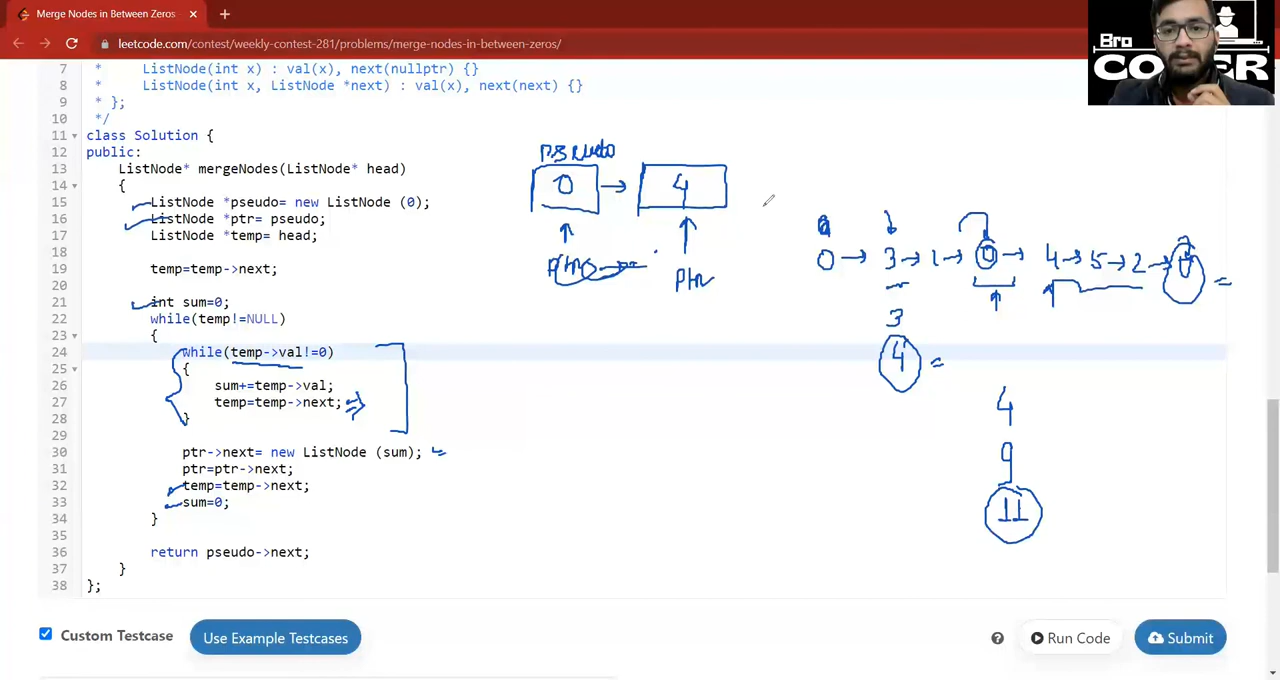 Merge Nodes in Between Zeros
leetcode.com/contest/weekly-contest-281/problems/merge-nodes-in-between-zeros/
Bro
CODER
7 * ListNode(int x) : val(x), next(nullptr) {}
8 * ListNode(int x, ListNode *next) : val(x), next(next) {}
9 * };
10 */
11 class Solution {
12 public:
13 ListNode* mergeNodes(ListNode* head)
14 {
15 ListNode *pseudo= new ListNode (0);
16 ListNode *ptr= pseudo;
17 ListNode *temp= head;
18
19 temp=temp->next;
20
21 int sum=0;
22 while(temp!=NULL)
23 {
24 while(temp->val!=0)
25 {
26 sum+=temp->val;
27 temp=temp->next;
28 }
29
30 ptr->next= new ListNode (sum);
31 ptr=ptr->next;
32 temp=temp->next;
33 sum=0;
34 }
35
36 return pseudo->next;
37 }
38 };
pseudo
0 → 4
ptr
ptr
0 → 3 → 1 → 0 → 4 → 5 → 2 → 0 =
3
4 =
4
9
11
Custom Testcase
Use Example Testcases
Run Code
Submit